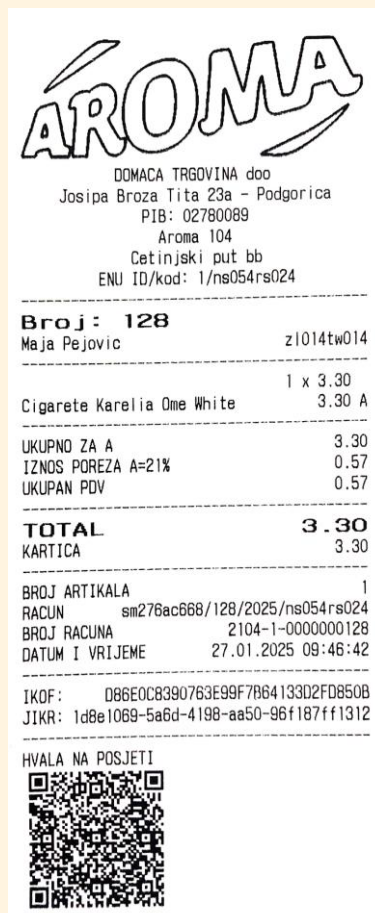 AROMA
DOMACA TRGOVINA doo
Josipa Broza Tita 23a - Podgorica
PIB: 02780089
Aroma 104
Cetinjski put bb
ENU ID/kod: 1/ns054rs024
Broj: 128
Maja Pejovic zl014tw014
1 x 3.30
Cigarete Karelia Ome White 3.30 A
UKUPNO ZA A 3.30
IZNOS POREZA A=21% 0.57
UKUPAN PDV 0.57
TOTAL 3.30
KARTICA 3.30
BROJ ARTIKALA 1
RACUN sm276ac668/128/2025/ns054rs024
BROJ RACUNA 2104-1-0000000128
DATUM I VRIJEME 27.01.2025 09:46:42
IKOF: D86E0C8390763E99F7B64133D2FD850B
JIKR: 1d8e1069-5a6d-4198-aa50-96f187ff1312
HVALA NA POSJETI